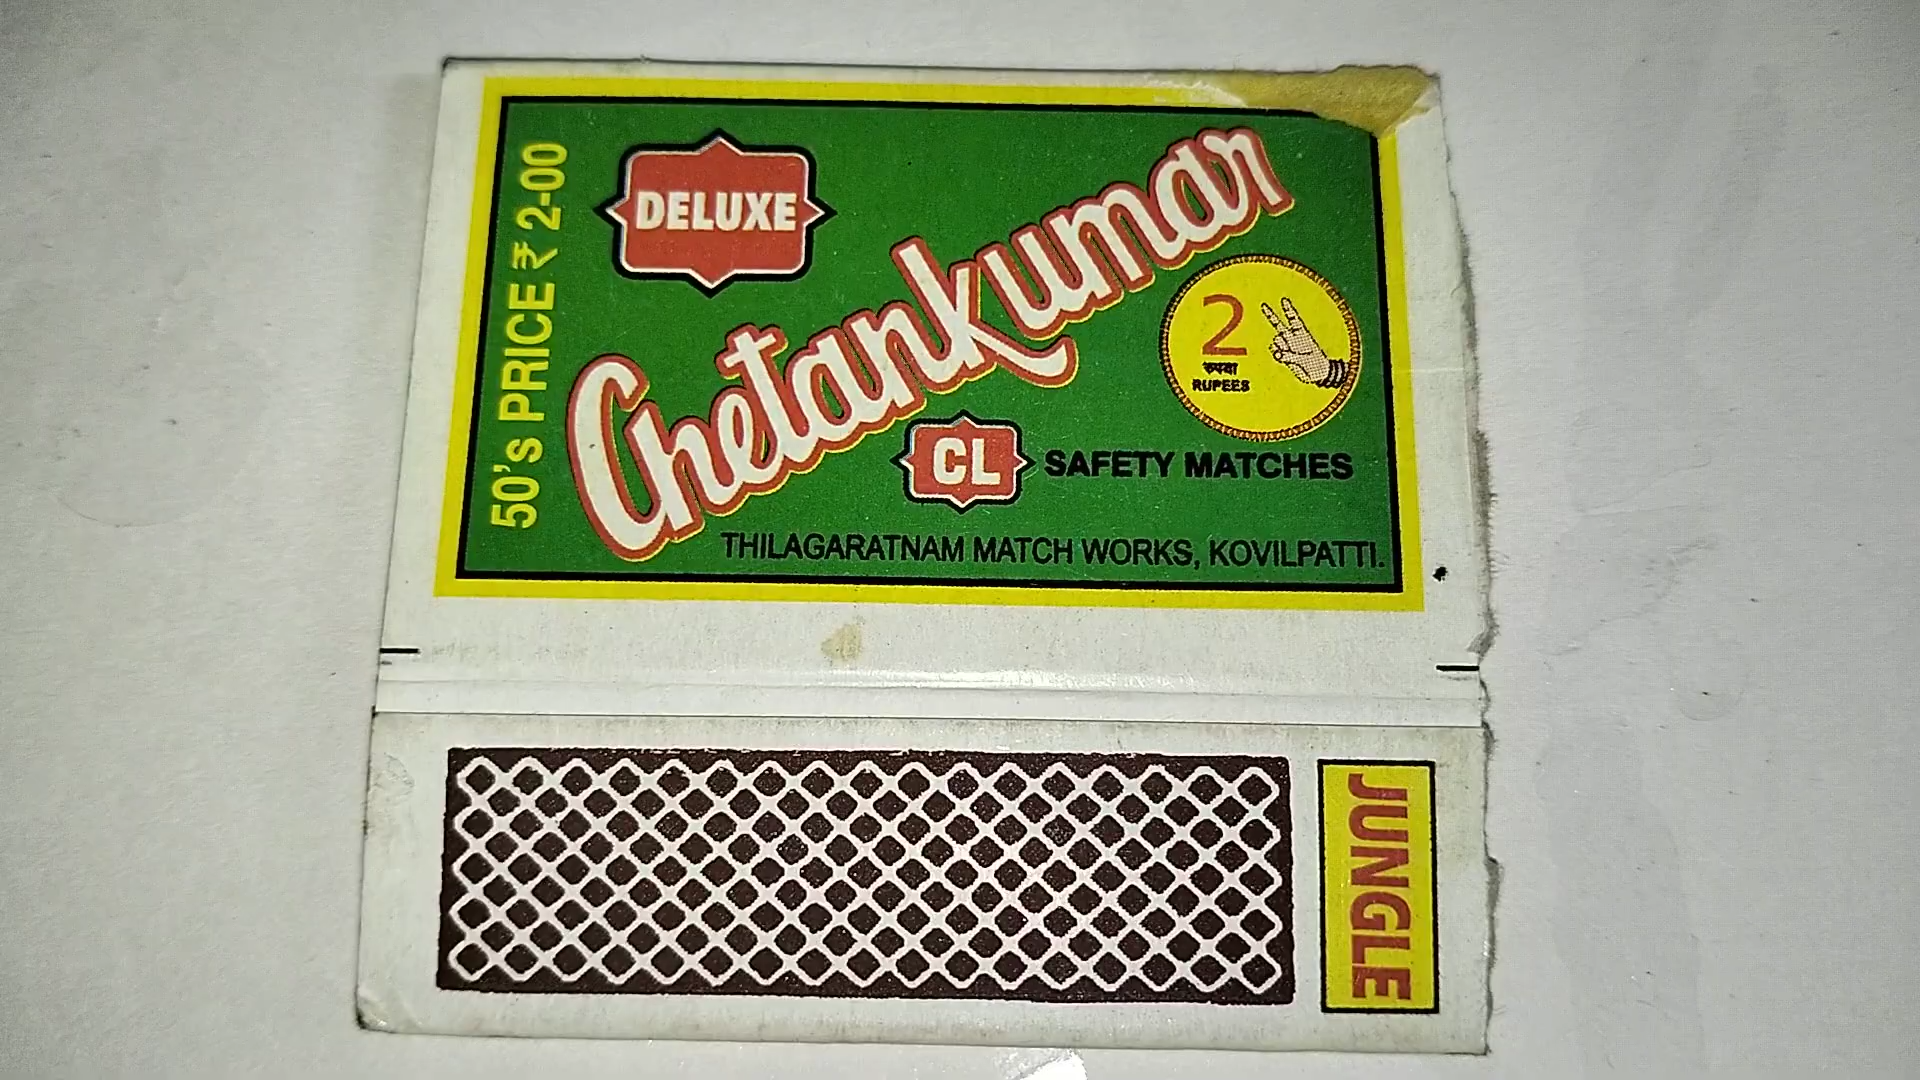 50's PRICE ₹ 2-00
DELUXE
Chetankumar
2
रुपया
RUPEES
CL SAFETY MATCHES
THILAGARATNAM MATCH WORKS, KOVILPATTI.
JUNGLE